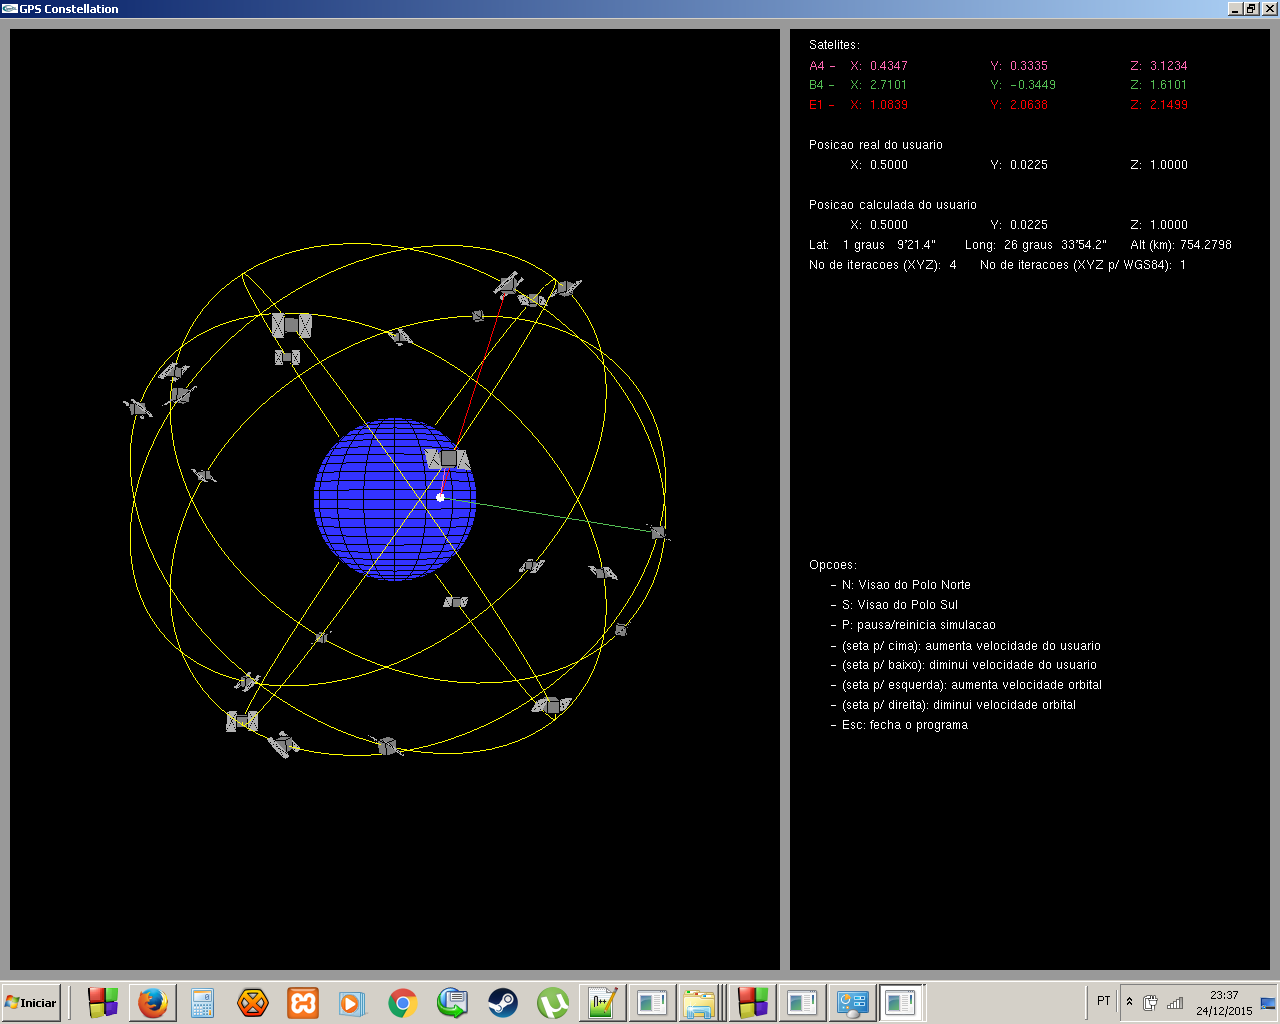 GPS Constellation
Satelites:
A4 - X: 0.4347 Y: 0.3335 Z: 3.1234
B4 - X: 2.7101 Y: -0.3449 Z: 1.6101
E1 - X: 1.0839 Y: 2.0638 Z: 2.1499
Posicao real do usuario
X: 0.5000 Y: 0.0225 Z: 1.0000
Posicao calculada do usuario
X: 0.5000 Y: 0.0225 Z: 1.0000
Lat: 1 graus 9'21.4" Long: 26 graus 33'54.2" Alt (km): 754.2798
No de iteracoes (XYZ): 4 No de iteracoes (XYZ p/ WGS84): 1
Opcoes:
- N: Visao do Polo Norte
- S: Visao do Polo Sul
- P: pausa/reinicia simulacao
- (seta p/ cima): aumenta velocidade do usuario
- (seta p/ baixo): diminui velocidade do usuario
- (seta p/ esquerda): aumenta velocidade orbital
- (seta p/ direita): diminui velocidade orbital
- Esc: fecha o programa
Iniciar
PT
23:37
24/12/2015